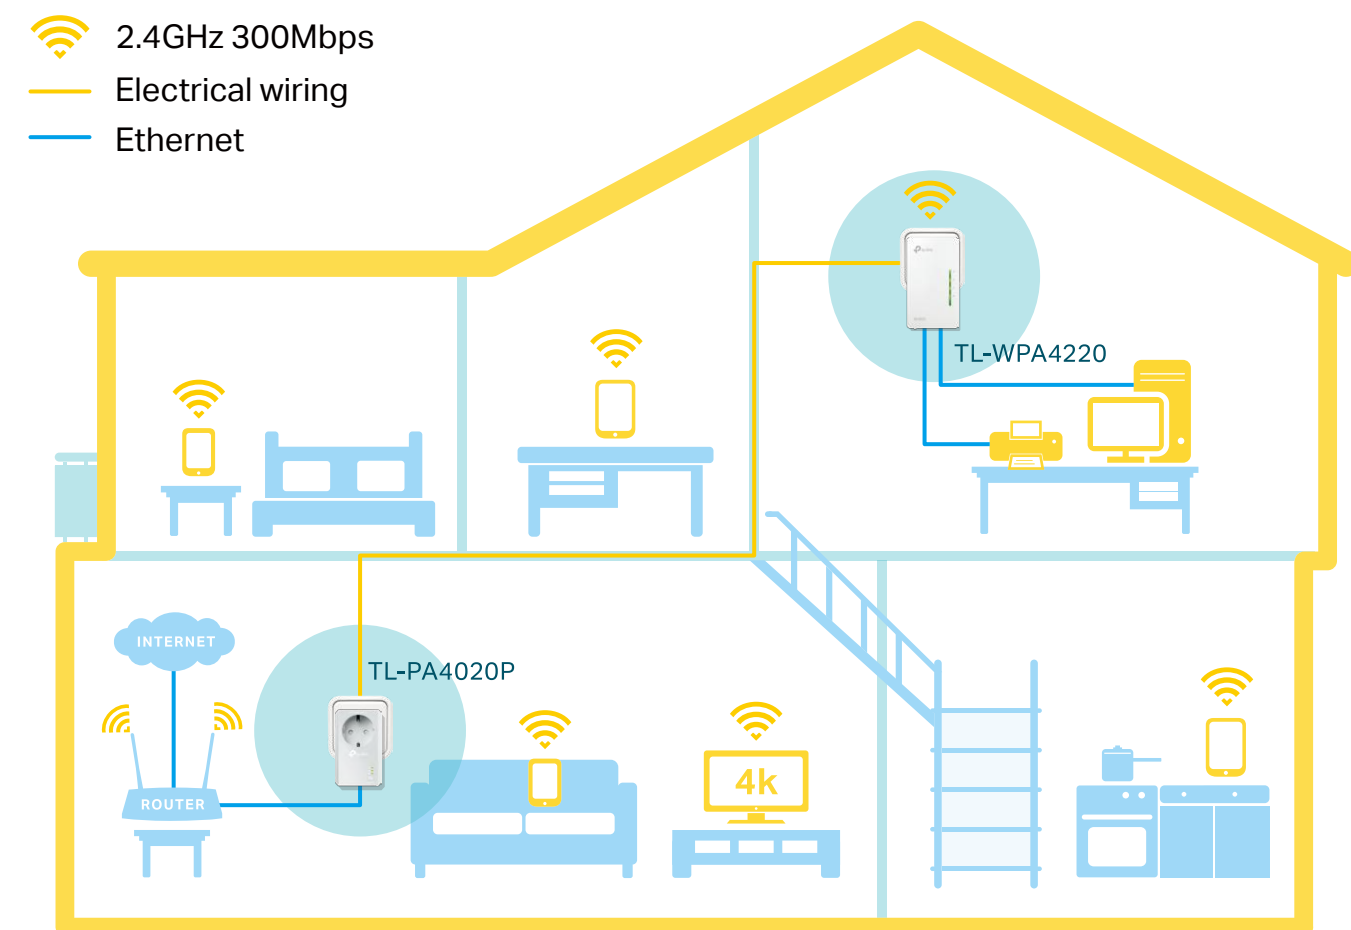 2.4GHz 300Mbps
Electrical wiring
Ethernet
TL-WPA4220
INTERNET
TL-PA4020P
ROUTER
4k